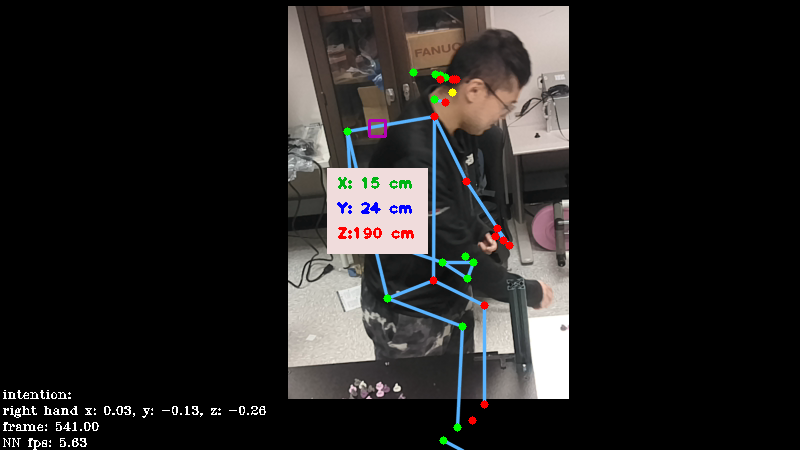 FANUC
X: 15 cm
Y: 24 cm
Z:190 cm
intention:
right hand x: 0.03, y: -0.13, z: -0.26
frame: 541.00
NN fps: 5.63